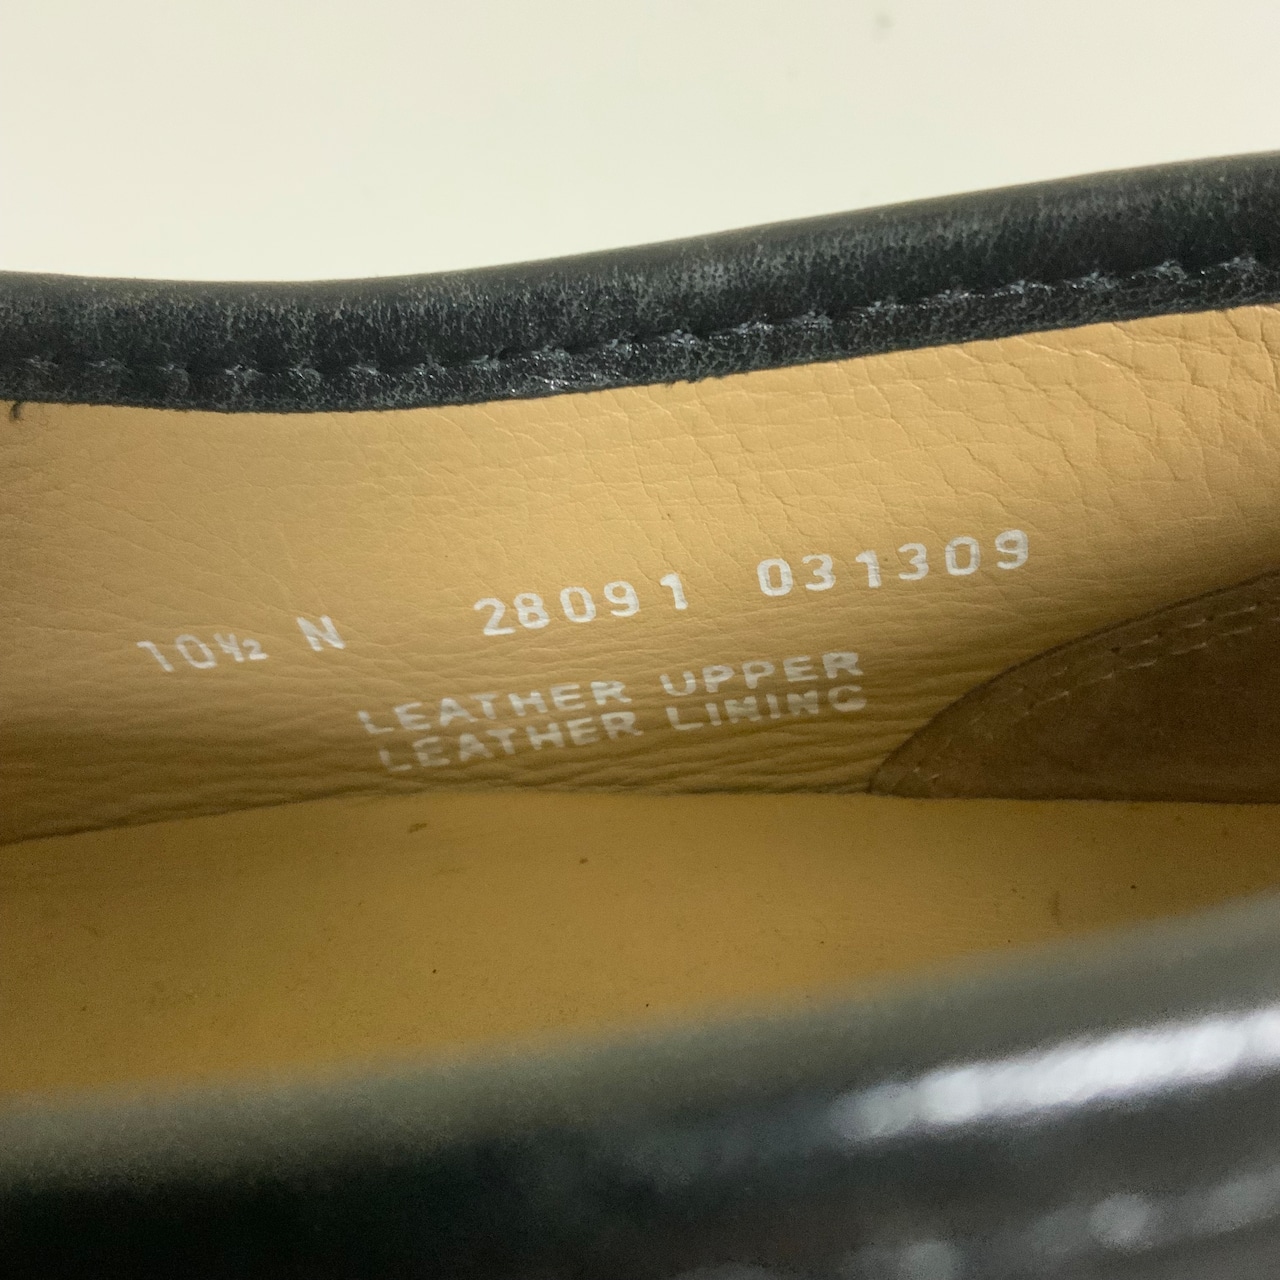 10½ N 28091 031309
LEATHER UPPER
LEATHER LINING